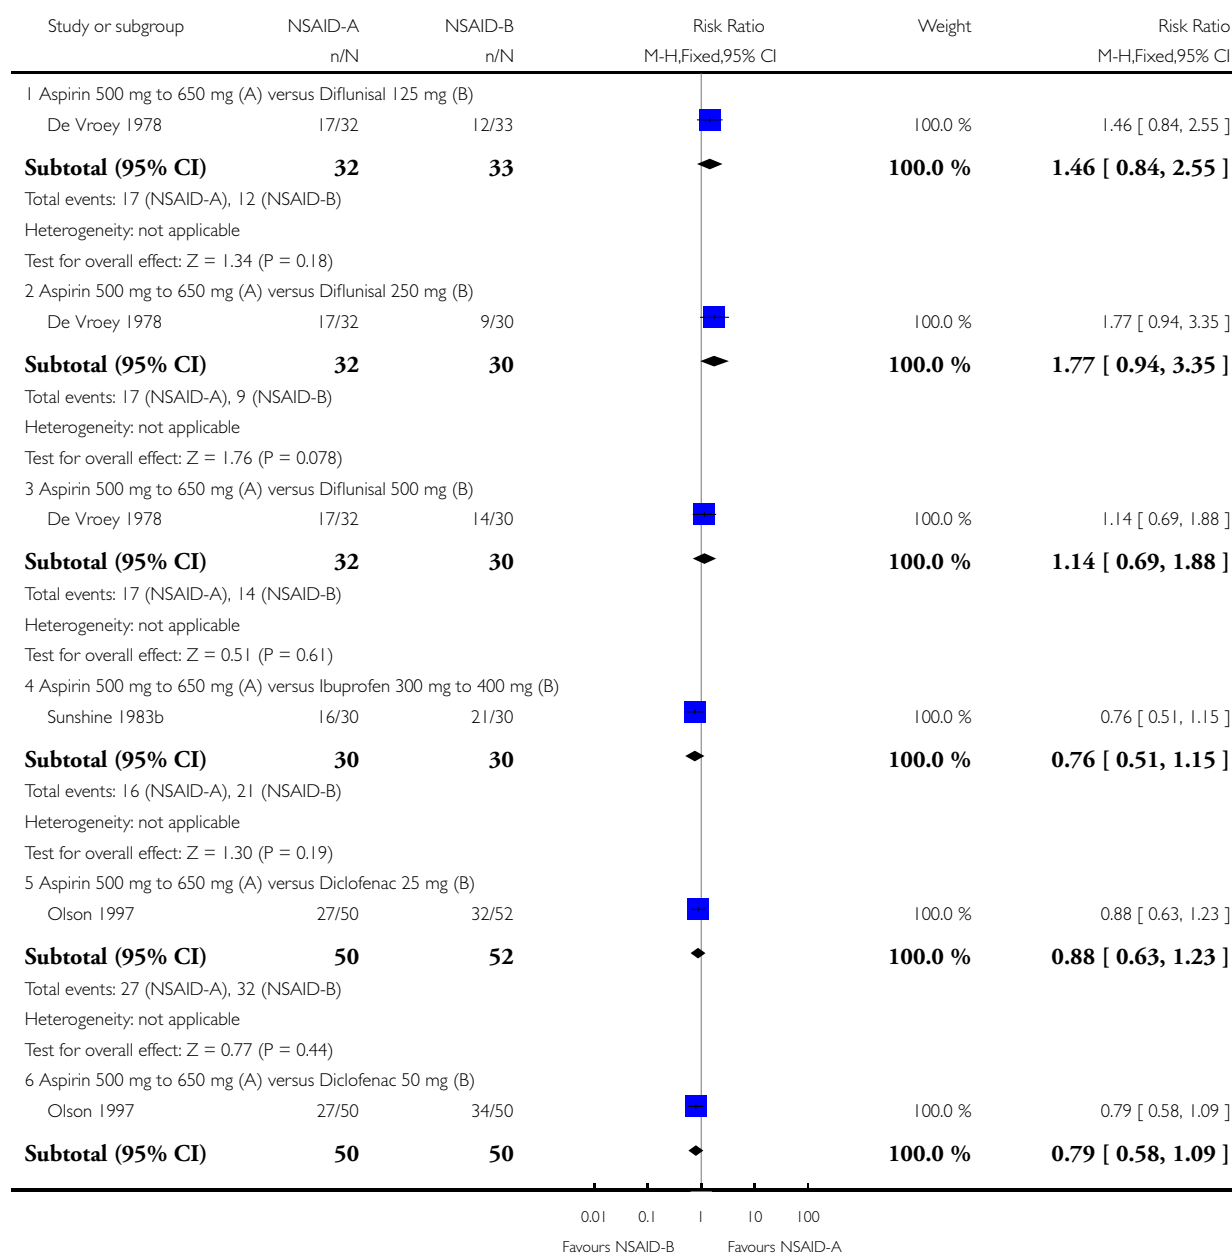 Study or subgroup NSAID-A NSAID-B Risk Ratio Weight Risk Ratio
n/N n/N M-H,Fixed,95% CI M-H,Fixed,95% CI
1 Aspirin 500 mg to 650 mg (A) versus Diflunisal 125 mg (B)
De Vroey 1978 17/32 12/33 100.0 % 1.46 [ 0.84, 2.55 ]
Subtotal (95% CI) 32 33 100.0 % 1.46 [ 0.84, 2.55 ]
Total events: 17 (NSAID-A), 12 (NSAID-B)
Heterogeneity: not applicable
Test for overall effect: Z = 1.34 (P = 0.18)
2 Aspirin 500 mg to 650 mg (A) versus Diflunisal 250 mg (B)
De Vroey 1978 17/32 9/30 100.0 % 1.77 [ 0.94, 3.35 ]
Subtotal (95% CI) 32 30 100.0 % 1.77 [ 0.94, 3.35 ]
Total events: 17 (NSAID-A), 9 (NSAID-B)
Heterogeneity: not applicable
Test for overall effect: Z = 1.76 (P = 0.078)
3 Aspirin 500 mg to 650 mg (A) versus Diflunisal 500 mg (B)
De Vroey 1978 17/32 14/30 100.0 % 1.14 [ 0.69, 1.88 ]
Subtotal (95% CI) 32 30 100.0 % 1.14 [ 0.69, 1.88 ]
Total events: 17 (NSAID-A), 14 (NSAID-B)
Heterogeneity: not applicable
Test for overall effect: Z = 0.51 (P = 0.61)
4 Aspirin 500 mg to 650 mg (A) versus Ibuprofen 300 mg to 400 mg (B)
Sunshine 1983b 16/30 21/30 100.0 % 0.76 [ 0.51, 1.15 ]
Subtotal (95% CI) 30 30 100.0 % 0.76 [ 0.51, 1.15 ]
Total events: 16 (NSAID-A), 21 (NSAID-B)
Heterogeneity: not applicable
Test for overall effect: Z = 1.30 (P = 0.19)
5 Aspirin 500 mg to 650 mg (A) versus Diclofenac 25 mg (B)
Olson 1997 27/50 32/52 100.0 % 0.88 [ 0.63, 1.23 ]
Subtotal (95% CI) 50 52 100.0 % 0.88 [ 0.63, 1.23 ]
Total events: 27 (NSAID-A), 32 (NSAID-B)
Heterogeneity: not applicable
Test for overall effect: Z = 0.77 (P = 0.44)
6 Aspirin 500 mg to 650 mg (A) versus Diclofenac 50 mg (B)
Olson 1997 27/50 34/50 100.0 % 0.79 [ 0.58, 1.09 ]
Subtotal (95% CI) 50 50 100.0 % 0.79 [ 0.58, 1.09 ]
0.01 0.1 1 10 100
Favours NSAID-B Favours NSAID-A